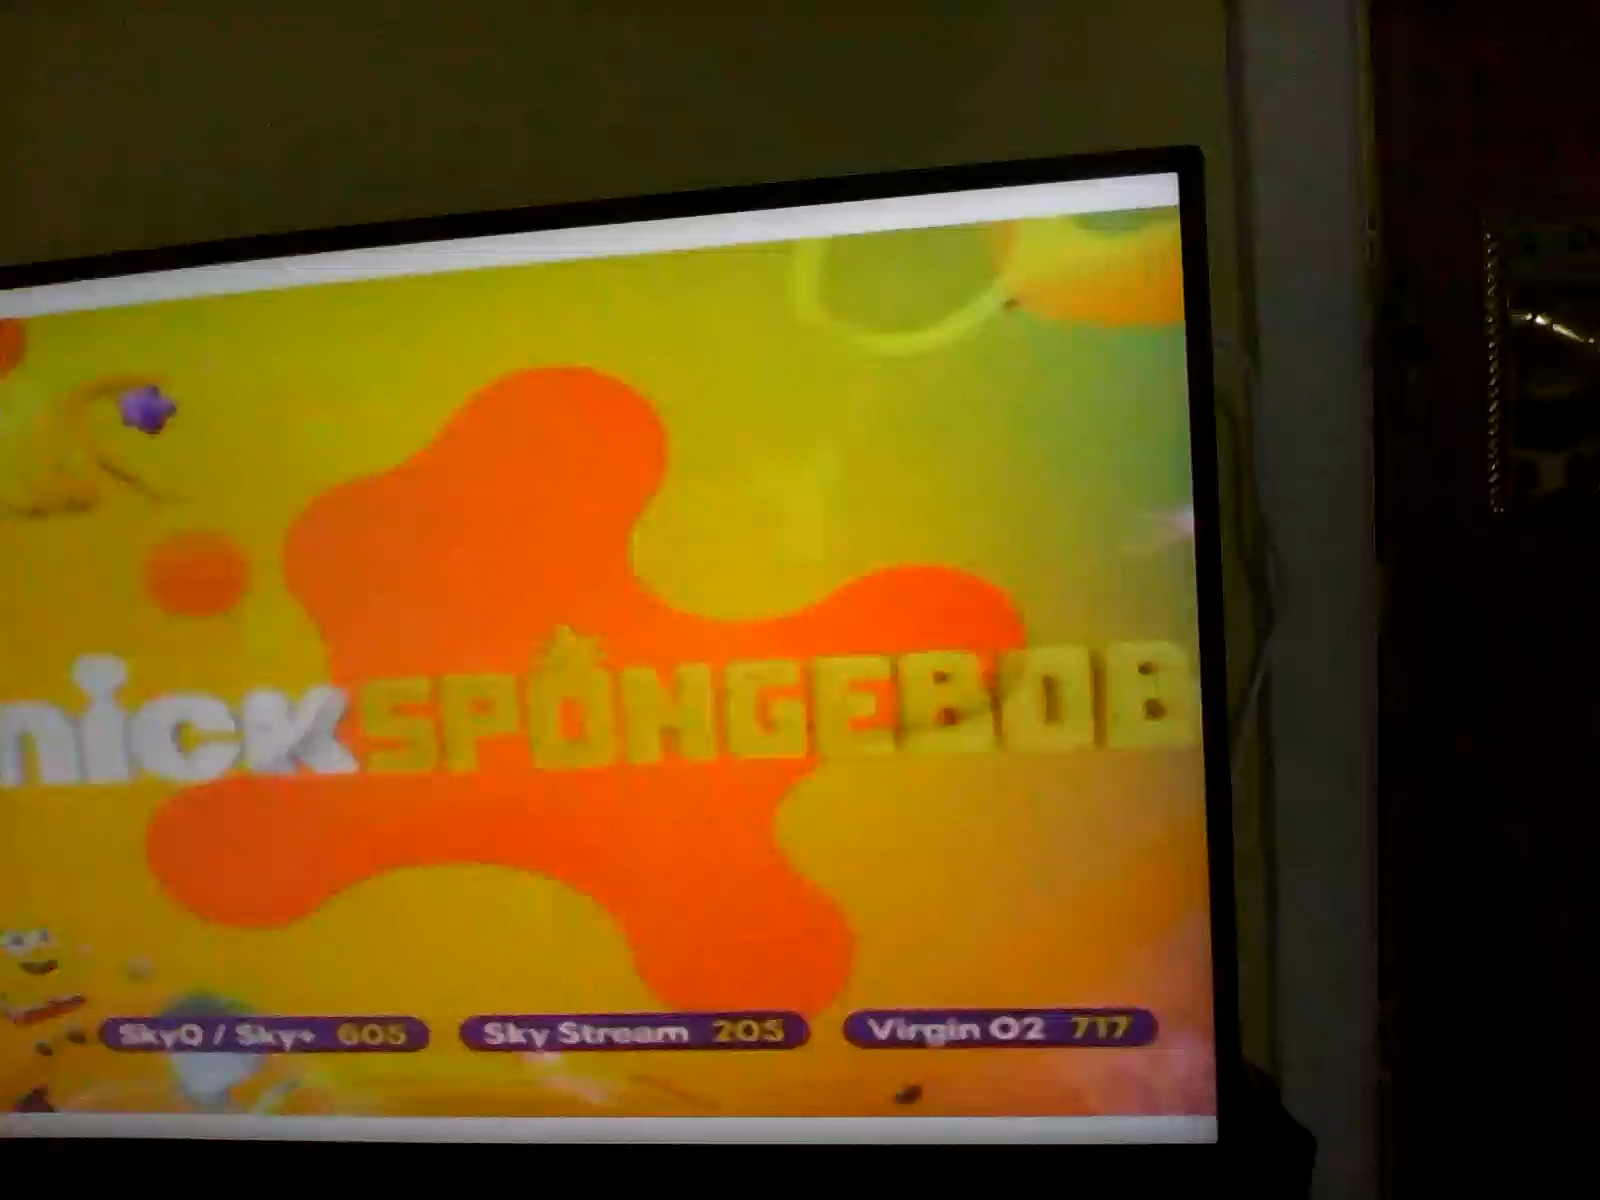 nick SPONGEBOB
SkyQ / Sky+ 605
Sky Stream 205
Virgin O2 717